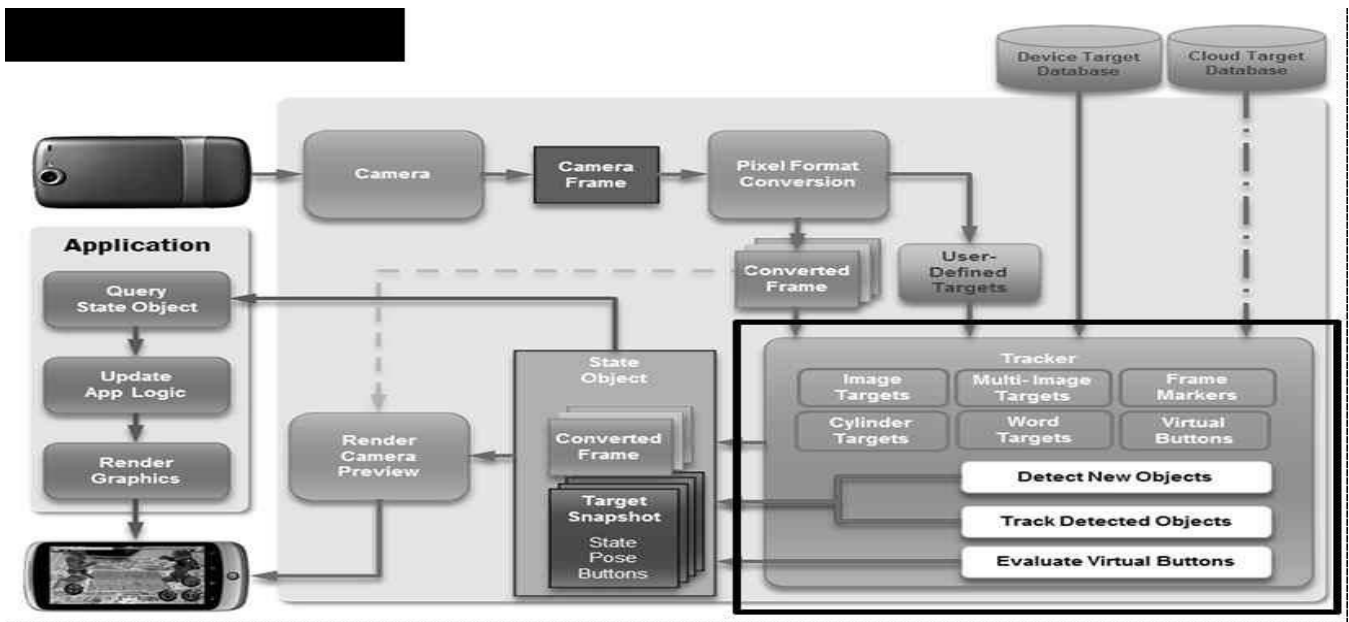 Device Target
Database
Cloud Target
Database
Camera
Camera
Frame
Pixel Format
Conversion
Application
Query
State Object
Update
App Logic
Render
Graphics
Converted
Frame
User-
Defined
Targets
State
Object
Converted
Frame
Target
Snapshot
State
Pose
Buttons
Render
Camera
Preview
Tracker
Image
Targets
Multi-Image
Targets
Frame
Markers
Cylinder
Targets
Word
Targets
Virtual
Buttons
Detect New Objects
Track Detected Objects
Evaluate Virtual Buttons